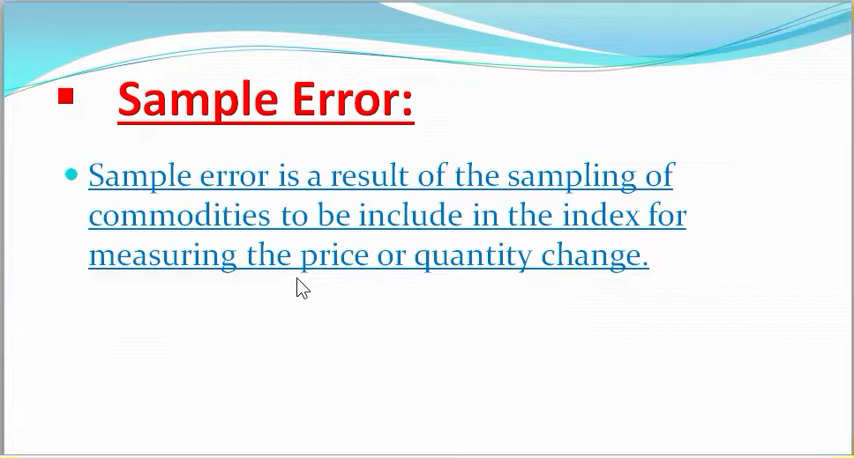 Sample Error:
Sample error is a result of the sampling of
commodities to be include in the index for
measuring the price or quantity change.